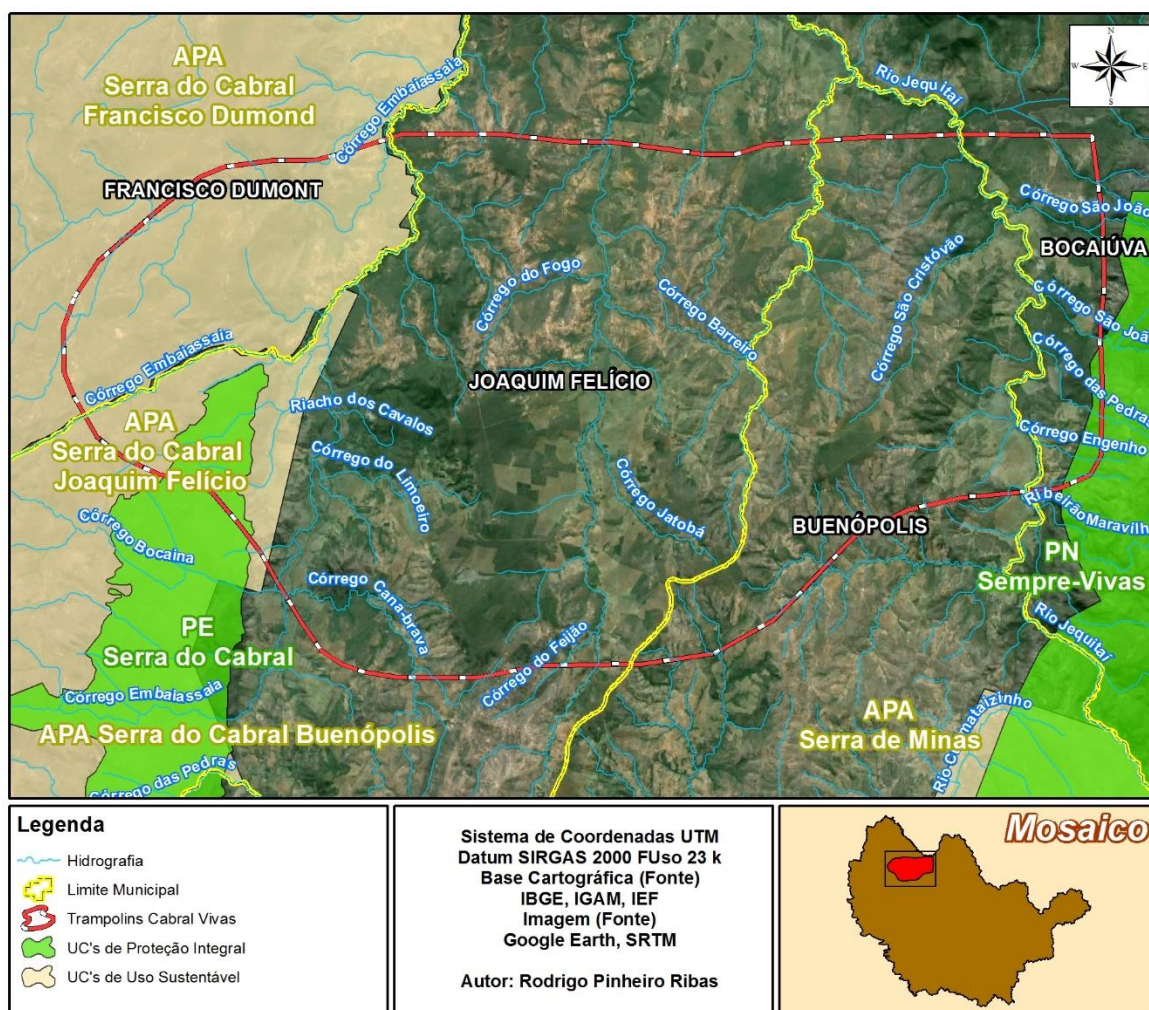 APA
Serra do Cabral
Francisco Dumond
Córrego Embaiassaia
Rio Jequitaí
N
W
E
S
FRANCISCO DUMONT
Córrego São João
BOCAIÚVA
Córrego São Cristóvão
Córrego do Fogo
Córrego Barreiro
Córrego São Joã
Córrego Embaiassaia
JOAQUIM FELÍCIO
Córrego das Pedras
Riacho dos Cavalos
APA
Serra do Cabral
Joaquim Felício
Córrego Engenho
Córrego do Limoeiro
Córrego Jatobá
Ribeirão Maravilh
Córrego Bocaina
BUENÓPOLIS
PN
Sempre-Vivas
Córrego Cana-brava
PE
Serra do Cabral
Córrego do Feijão
Rio Jequitaí
Córrego Embaiassaia
APA
Serra de Minas
APA Serra do Cabral Buenópolis
Córrego das Pedras
Legenda
Hidrografia
Limite Municipal
Trampolins Cabral Vivas
UC's de Proteção Integral
UC's de Uso Sustentável
Sistema de Coordenadas UTM
Datum SIRGAS 2000 FUso 23 k
Base Cartográfica (Fonte)
IBGE, IGAM, IEF
Imagem (Fonte)
Google Earth, SRTM
Autor: Rodrigo Pinheiro Ribas
Mosaico